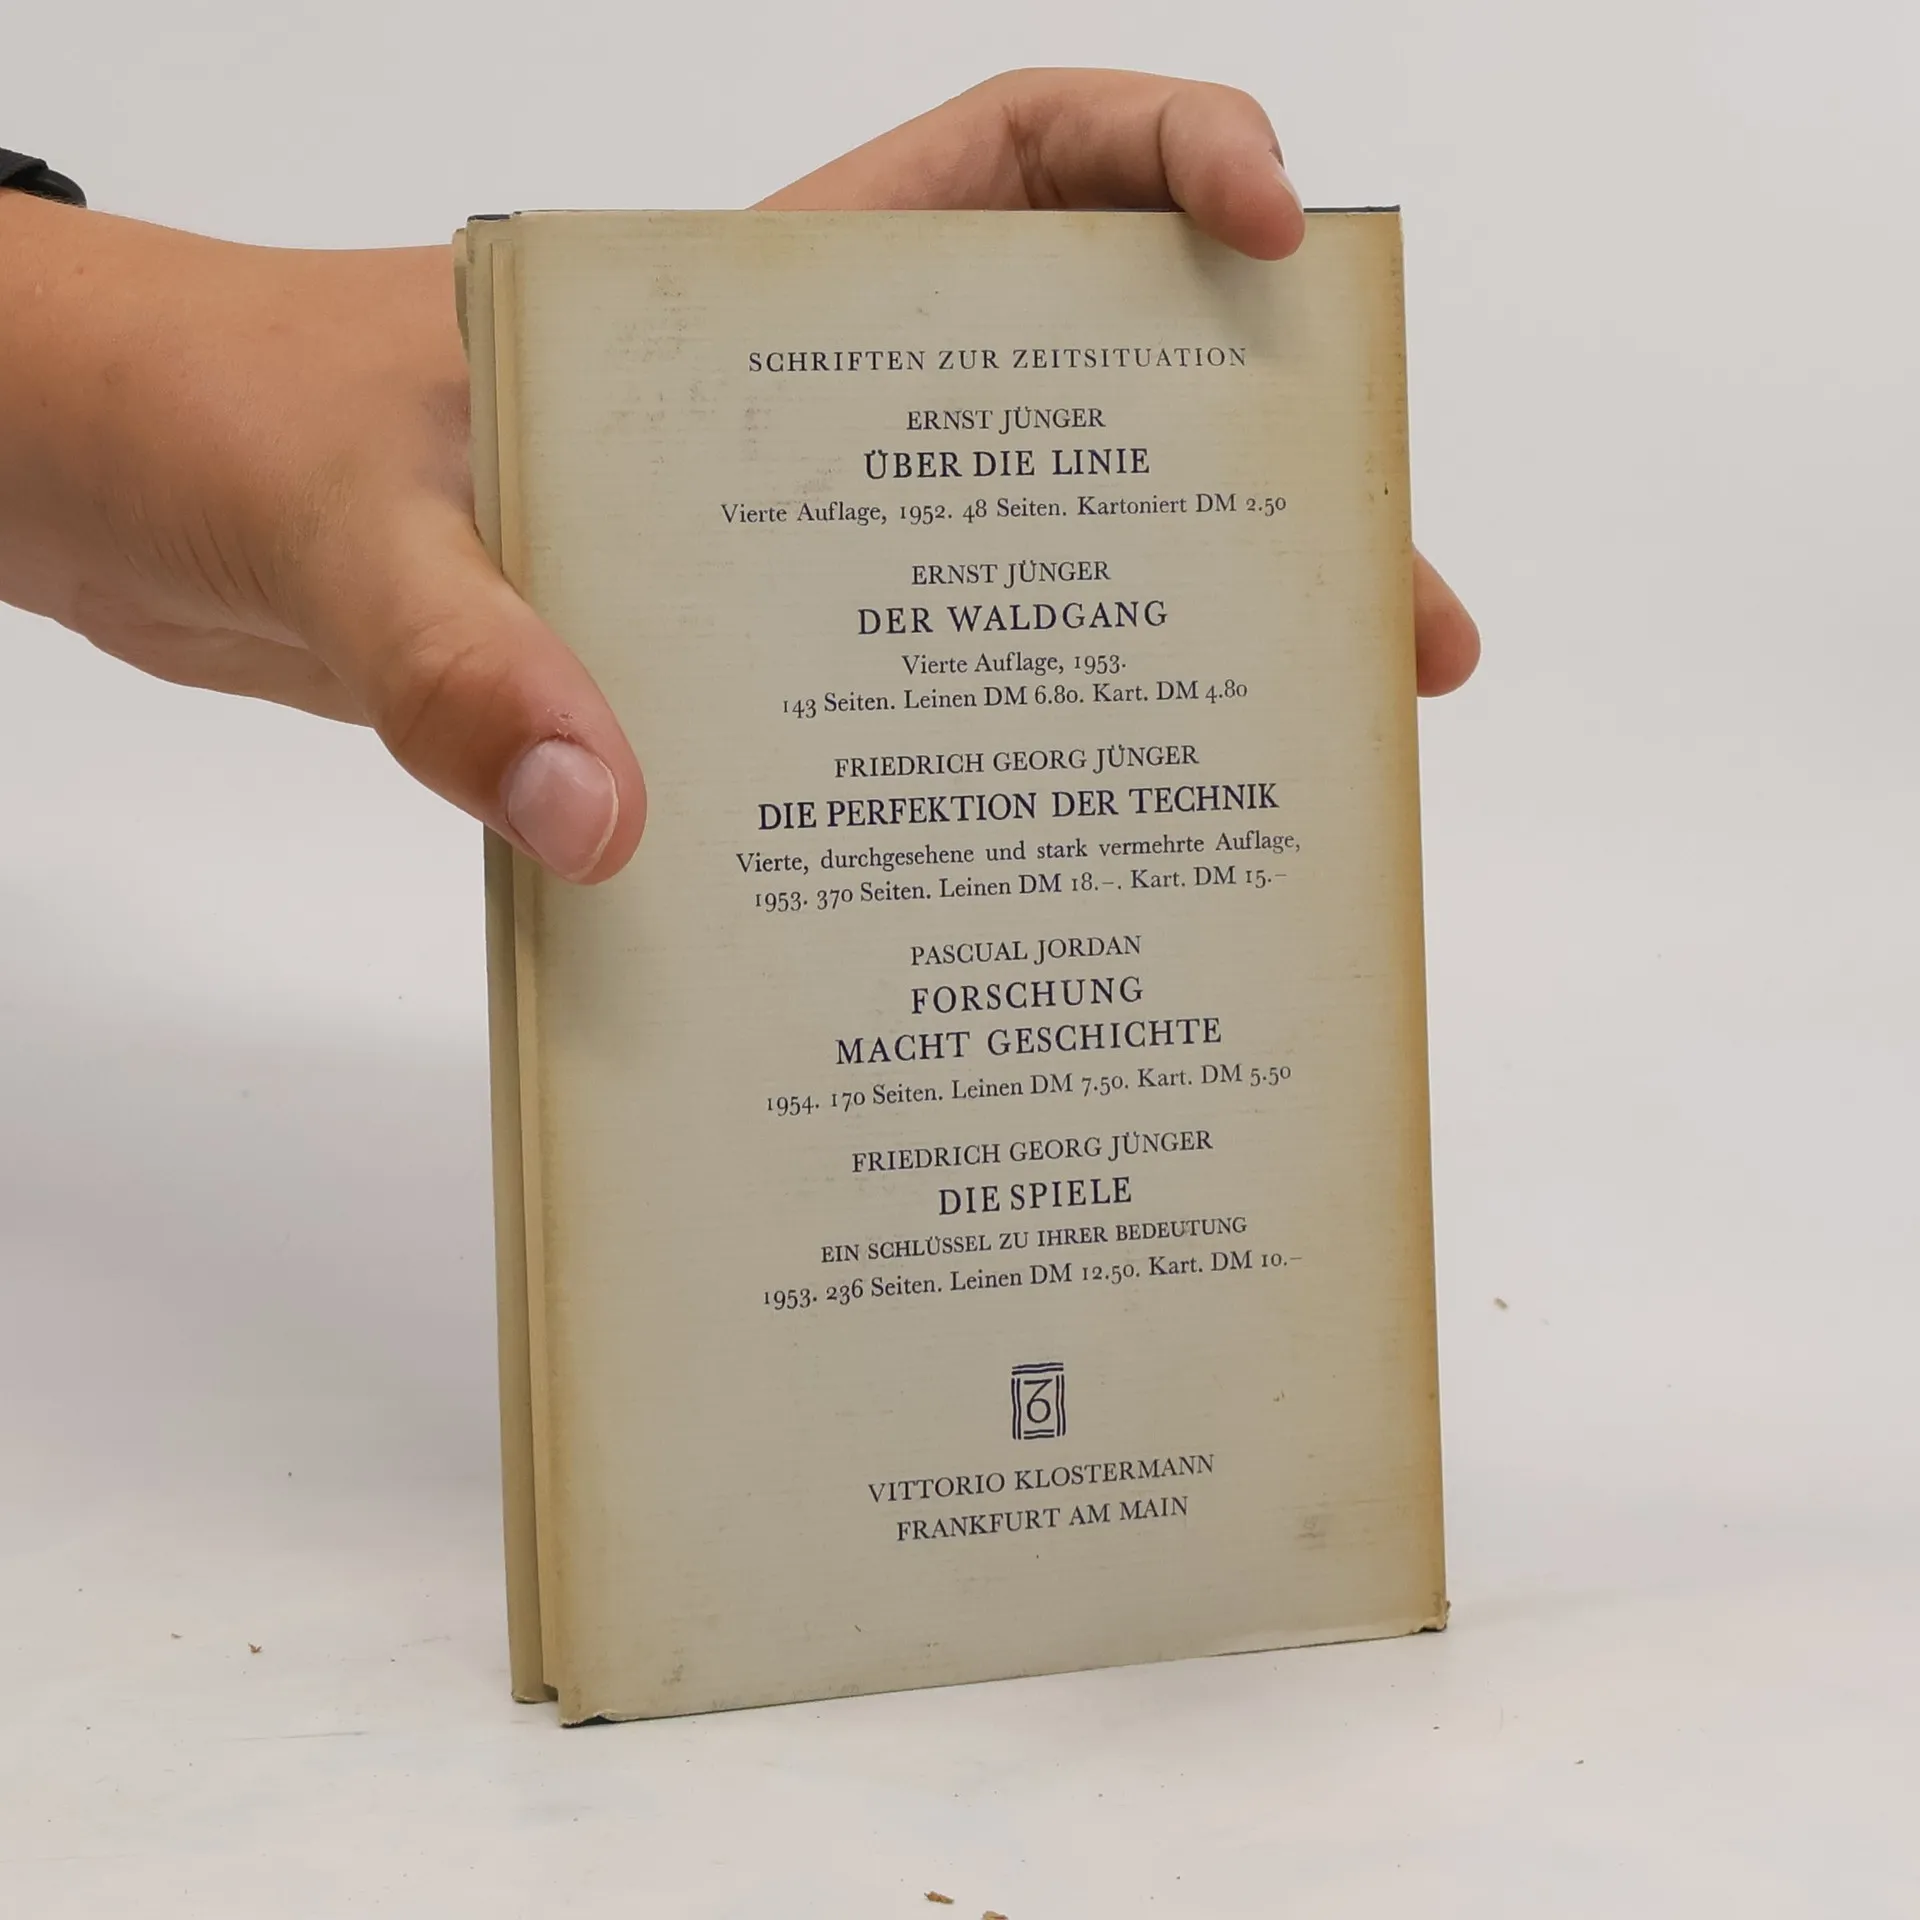 SCHRIFTEN ZUR ZEITSITUATION
ERNST JÜNGER
ÜBER DIE LINIE
Vierte Auflage, 1952. 48 Seiten. Kartoniert DM 2.50
ERNST JÜNGER
DER WALDGANG
Vierte Auflage, 1953.
143 Seiten. Leinen DM 6.80. Kart. DM 4.80
FRIEDRICH GEORG JÜNGER
DIE PERFEKTION DER TECHNIK
Vierte, durchgesehene und stark vermehrte Auflage,
1953. 370 Seiten. Leinen DM 18.–. Kart. DM 15.–
PASCUAL JORDAN
FORSCHUNG
MACHT GESCHICHTE
1954. 170 Seiten. Leinen DM 7.50. Kart. DM 5.50
FRIEDRICH GEORG JÜNGER
DIE SPIELE
EIN SCHLÜSSEL ZU IHRER BEDEUTUNG
1953. 236 Seiten. Leinen DM 12.50. Kart. DM 10.–
VITTORIO KLOSTERMANN
FRANKFURT AM MAIN